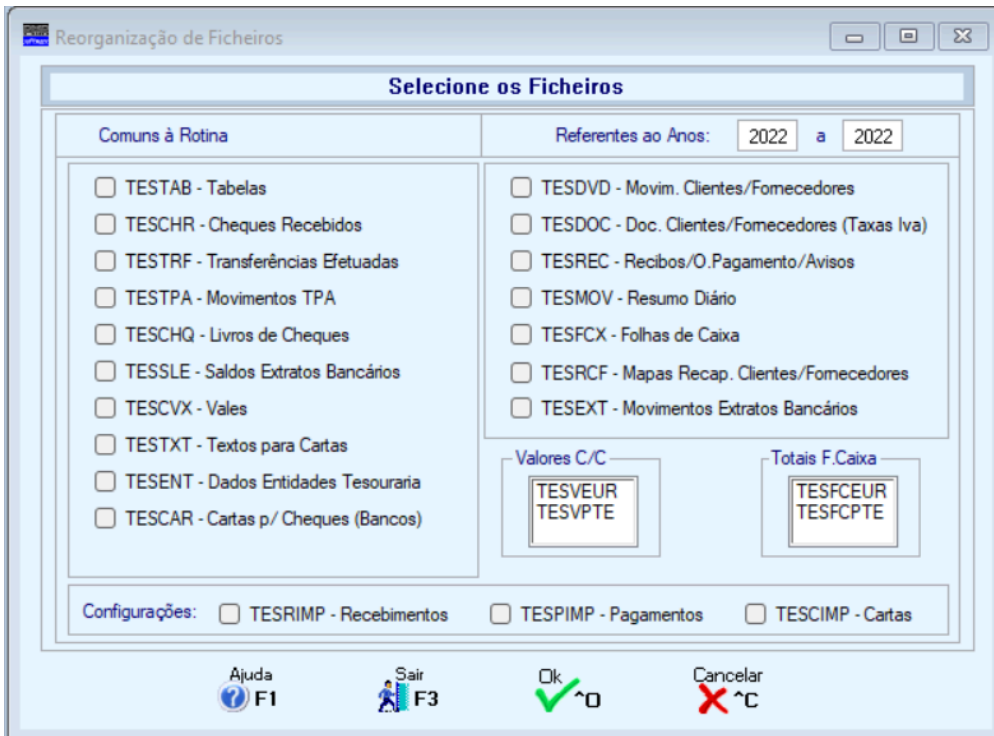 Reorganização de Ficheiros
Selecione os Ficheiros
Comuns à Rotina
Referentes ao Anos: 2022 a 2022
TESTAB - Tabelas
TESCHR - Cheques Recebidos
TESTRF - Transferências Efetuadas
TESTPA - Movimentos TPA
TESCHQ - Livros de Cheques
TESSLE - Saldos Extratos Bancários
TESCVX - Vales
TESTXT - Textos para Cartas
TESENT - Dados Entidades Tesouraria
TESCAR - Cartas p/ Cheques (Bancos)
TESDVD - Movim. Clientes/Fornecedores
TESDOC - Doc. Clientes/Fornecedores (Taxas Iva)
TESREC - Recibos/O.Pagamento/Avisos
TESMOV - Resumo Diário
TESFCX - Folhas de Caixa
TESRCF - Mapas Recap. Clientes/Fornecedores
TESEXT - Movimentos Extratos Bancários
Valores C/C
TESVEUR
TESVPTE
Totais F.Caixa
TESFCEUR
TESFCPTE
Configurações: TESRIMP - Recebimentos TESPIMP - Pagamentos TESCIMP - Cartas
Ajuda F1
Sair F3
Ok ^O
Cancelar ^C